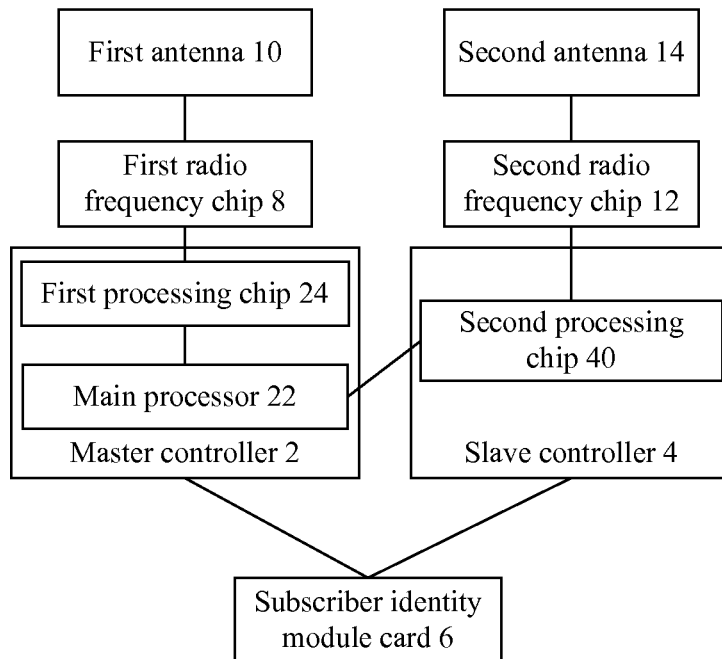 First antenna 10
Second antenna 14
First radio
frequency chip 8
Second radio
frequency chip 12
First processing chip 24
Second processing
chip 40
Main processor 22
Master controller 2
Slave controller 4
Subscriber identity
module card 6